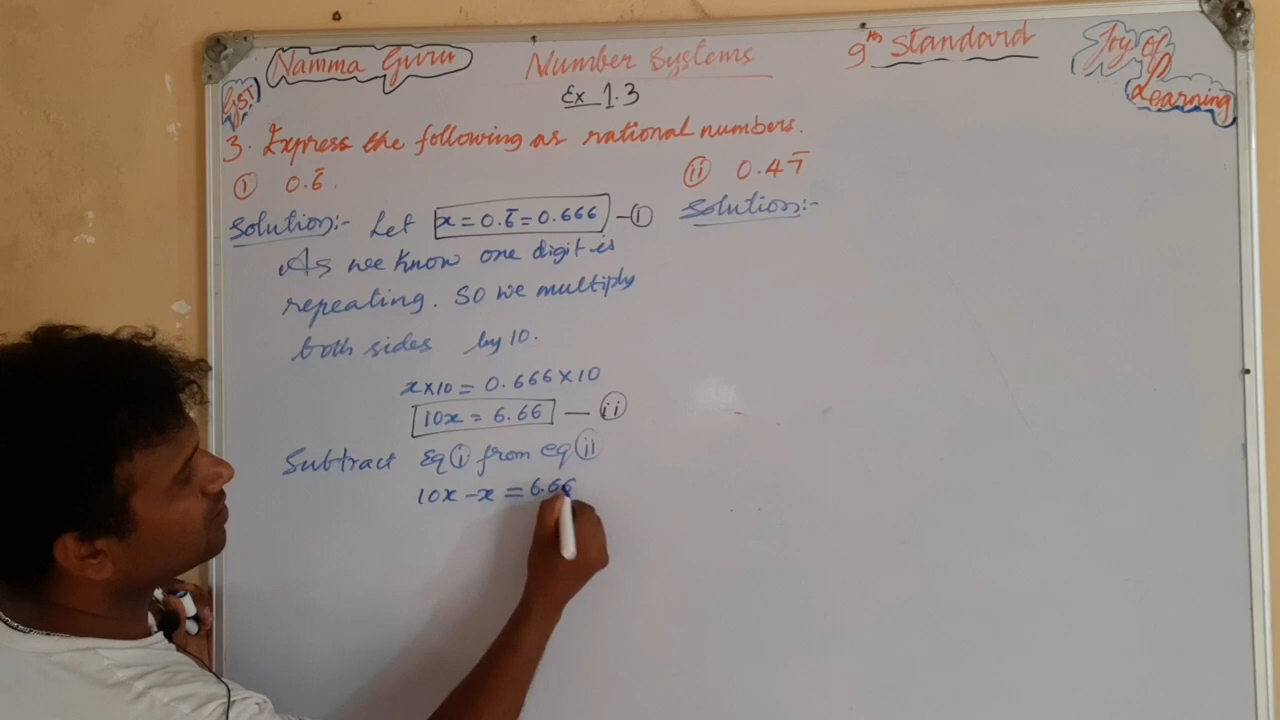 Namma Guru
Number Systems
9th Standard
Joy of
Learning
GST
Ex 1.3
3. Express the following as rational numbers.
(i) 0.6̅.
(ii) 0.47̅
Solution:- Let x = 0.6̅ = 0.666 —(i)
As we know one digit is
repeating. So we multiply
both sides by 10.
x×10 = 0.666×10
10x = 6.66 — (ii)
Subtract Eq (i) from eq (ii)
10x - x = 6.66
Solution:-